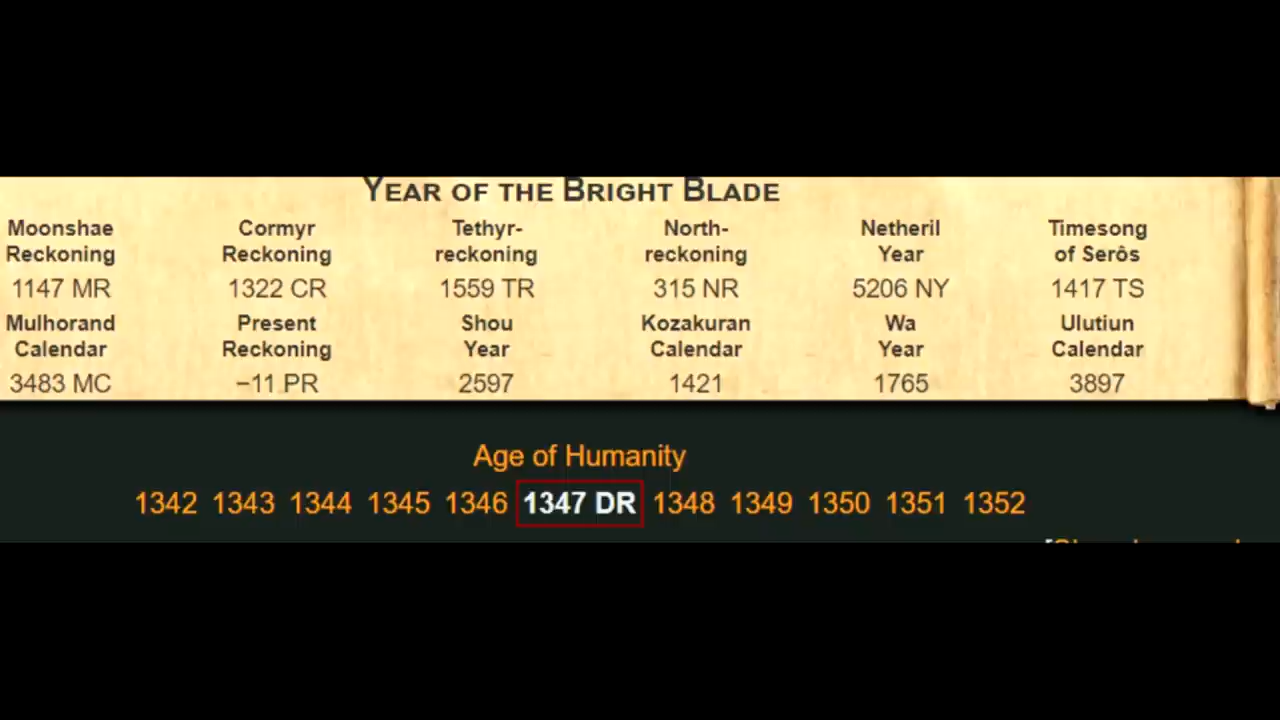 YEAR OF THE BRIGHT BLADE
Moonshae Cormyr Tethyr- North- Netheril Timesong
Reckoning Reckoning reckoning reckoning Year of Serôs
1147 MR 1322 CR 1559 TR 315 NR 5206 NY 1417 TS
Mulhorand Present Shou Kozakuran Wa Ulutiun
Calendar Reckoning Year Calendar Year Calendar
3483 MC −11 PR 2597 1421 1765 3897
Age of Humanity
1342 1343 1344 1345 1346 1347 DR 1348 1349 1350 1351 1352